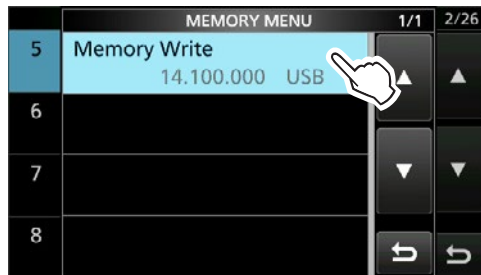 MEMORY MENU 1/1 2/26
5 Memory Write
14.100.000 USB
6
7
8